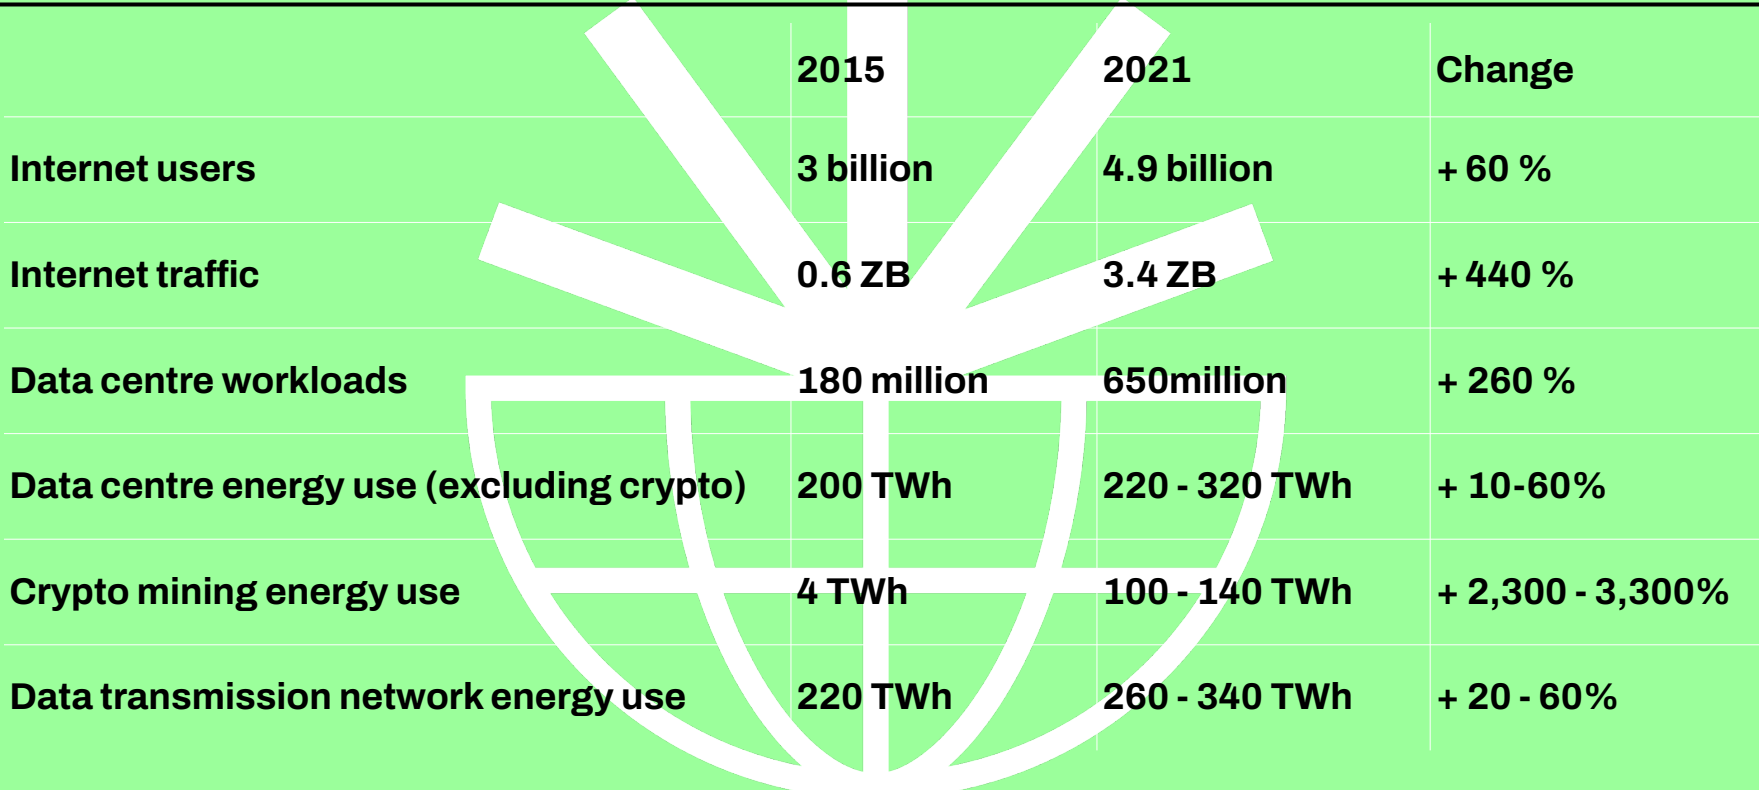 2015 2021 Change
Internet users 3 billion 4.9 billion + 60 %
Internet traffic 0.6 ZB 3.4 ZB + 440 %
Data centre workloads 180 million 650million + 260 %
Data centre energy use (excluding crypto) 200 TWh 220 - 320 TWh + 10-60%
Crypto mining energy use 4 TWh 100 - 140 TWh + 2,300 - 3,300%
Data transmission network energy use 220 TWh 260 - 340 TWh + 20 - 60%